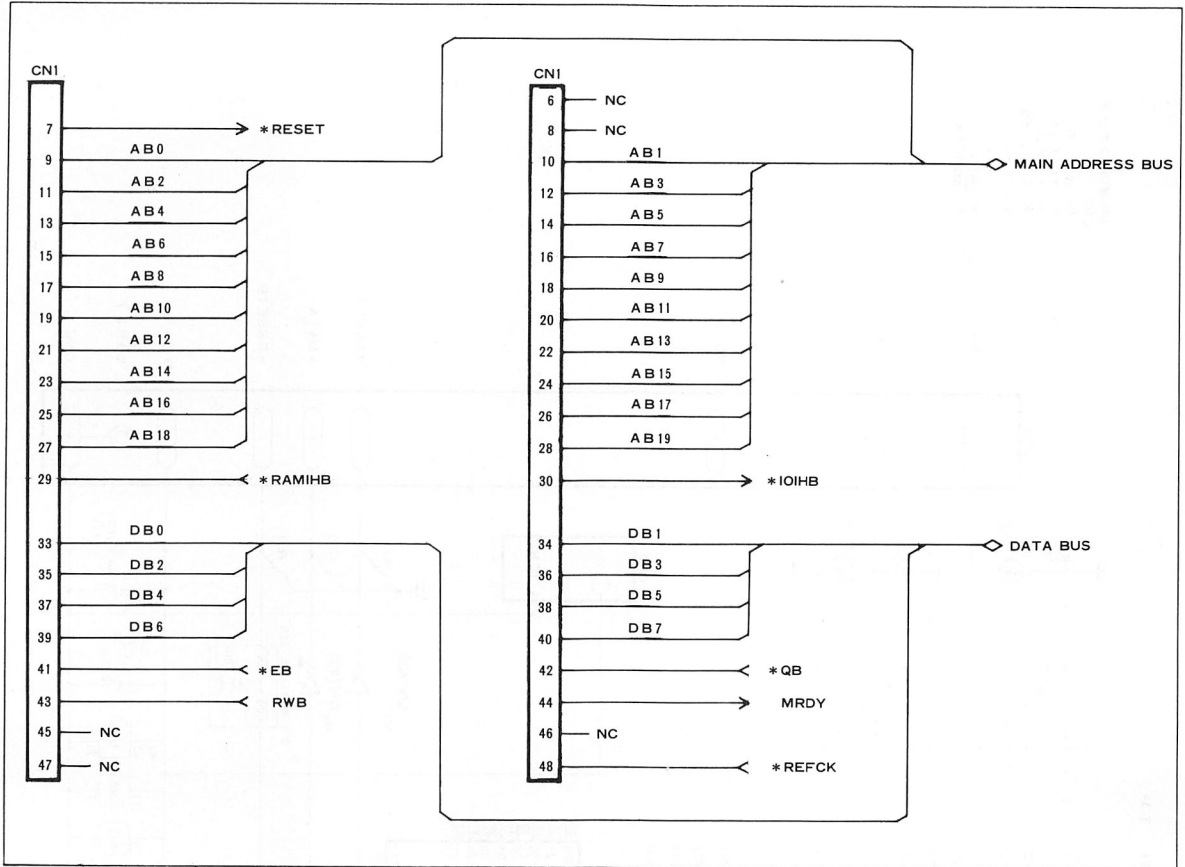 CN1
7 *RESET
9 AB0
11 AB2
13 AB4
15 AB6
17 AB8
19 AB10
21 AB12
23 AB14
25 AB16
27 AB18
29 *RAMIHB
33 DB0
35 DB2
37 DB4
39 DB6
41 *EB
43 RWB
45 NC
47 NC
CN1
6 NC
8 NC
10 AB1
12 AB3
14 AB5
16 AB7
18 AB9
20 AB11
22 AB13
24 AB15
26 AB17
28 AB19
30 *IOIHB
34 DB1
36 DB3
38 DB5
40 DB7
42 *QB
44 MRDY
46 NC
48 *REFCK
MAIN ADDRESS BUS
DATA BUS